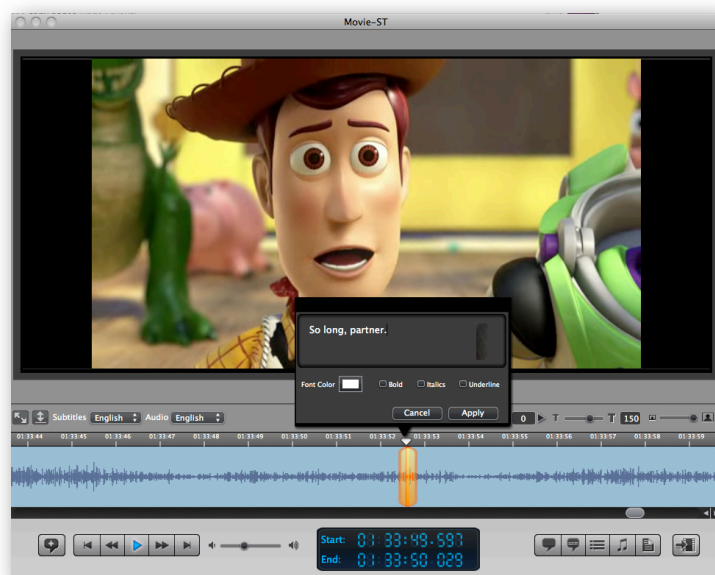 Movie-ST
So long, partner.
Font Color Bold Italics Underline
Cancel Apply
Subtitles English Audio English 0 T T 150
01:33:44 01:33:45 01:33:46 01:33:47 01:33:48 01:33:49 01:33:50 01:33:51 01:33:52 01:33:53 01:33:54 01:33:55 01:33:56 01:33:57 01:33:58 01:33:59
Start: 01:33:49.597
End: 01:33:50.029